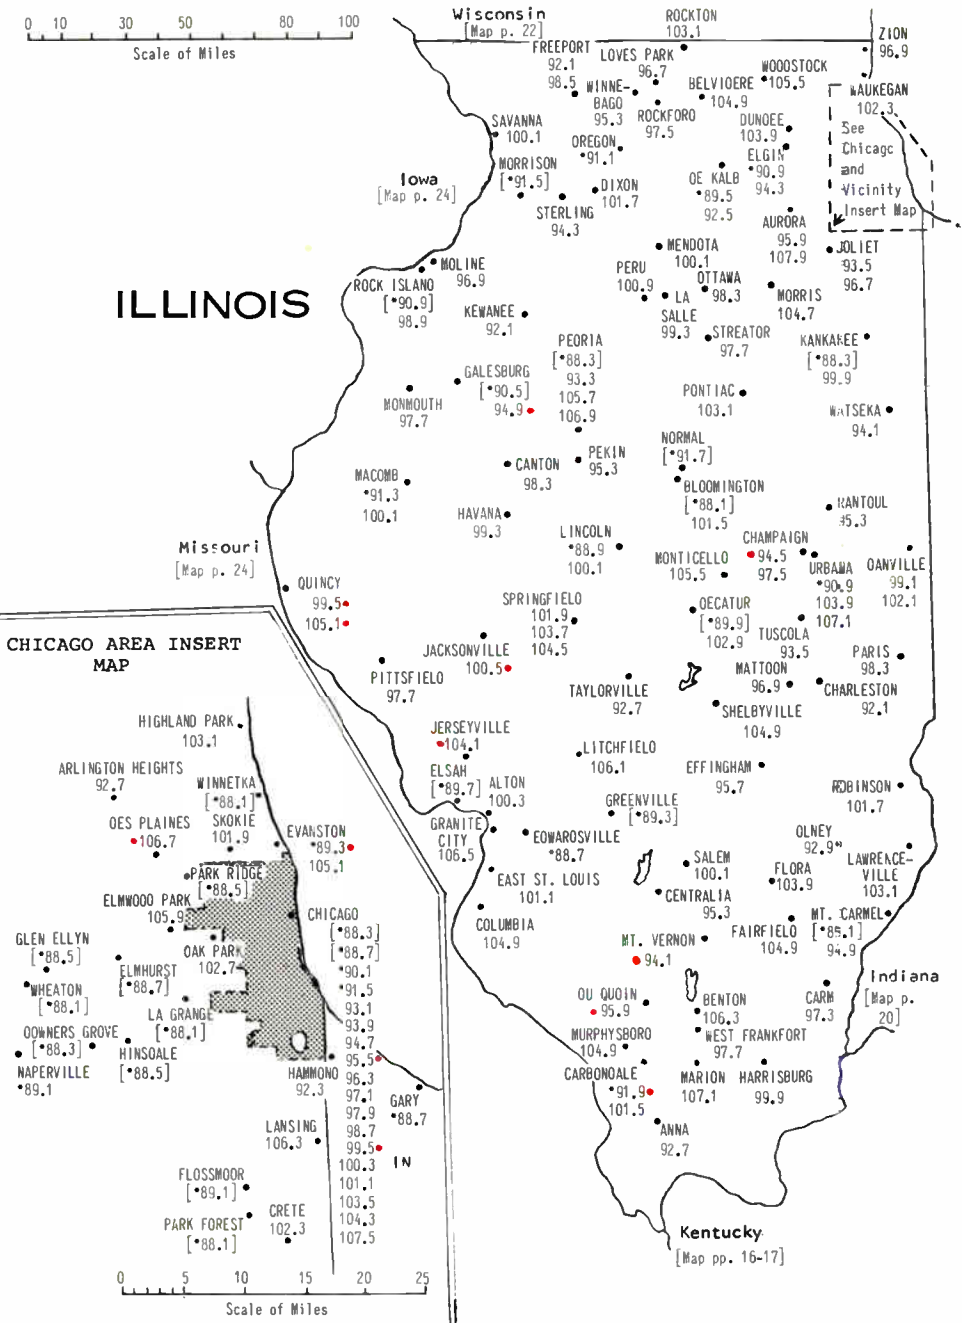 0 10 30 60 80 100
Scale of Miles
Wisconsin
[Map p. 22]
ROCKTON
103.1
ZION
96.9
FREEPORT
92.1
98.5
LOVES PARK
96.7
WOODSTOCK
105.5
WINNE-
BAGO
95.3
BELVIDERE
104.9
WAUKEGAN
102.3
ROCKFORD
97.5
SAVANNA
100.1
DUNDEE
103.9
See
Chicago
and
Vicinity
Insert Map
OREGON
*91.1
ELGIN
*90.9
94.3
MORRISON
[*91.5]
Iowa
[Map p. 24]
DIXON
101.7
DE KALB
*89.5
92.5
STERLING
94.3
AURORA
95.9
107.9
MENDOTA
100.1
JOLIET
93.5
96.7
MOLINE
96.9
ROCK ISLAND
[*90.9]
98.9
PERU
100.9
OTTAWA
98.3
MORRIS
104.7
ILLINOIS
LA
SALLE
99.3
KEWANEE
92.1
STREATOR
97.7
KANKAKEE
[*88.3]
99.9
PEORIA
[*88.3]
93.3
105.7
106.9
GALESBURG
[*90.5]
94.9
MONMOUTH
97.7
PONTIAC
103.1
WATSEKA
94.1
NORMAL
[*91.7]
PEKIN
95.3
CANTON
98.3
MACOMB
*91.3
100.1
BLOOMINGTON
[*88.1]
101.5
RANTOUL
95.3
HAVANA
99.3
LINCOLN
*88.9
100.1
CHAMPAIGN
94.5
97.5
Missouri
[Map p. 24]
MONTICELLO
105.5
URBANA
*90.9
103.9
107.1
DANVILLE
99.1
102.1
QUINCY
99.5
105.1
SPRINGFIELD
101.9
103.7
104.5
DECATUR
[*89.9]
102.9
TUSCOLA
93.5
JACKSONVILLE
100.5
PARIS
98.3
PITTSFIELD
97.7
MATTOON
96.9
TAYLORVILLE
92.7
CHARLESTON
92.1
SHELBYVILLE
104.9
JERSEYVILLE
104.1
LITCHFIELD
106.1
EFFINGHAM
95.7
ELSAH
[*89.7]
ALTON
100.3
ROBINSON
101.7
GREENVILLE
[*89.3]
GRANITE
CITY
106.5
EDWARDSVILLE
*88.7
OLNEY
92.9
LAWRENCE-
VILLE
103.1
SALEM
100.1
FLORA
103.9
EAST ST. LOUIS
101.1
CENTRALIA
95.3
COLUMBIA
104.9
MT. CARMEL
[*85.1]
94.9
FAIRFIELD
104.9
MT. VERNON
94.1
Indiana
[Map p.
20]
DU QUOIN
95.9
BENTON
106.3
CARMI
97.3
MURPHYSBORO
104.9
WEST FRANKFORT
97.7
CARBONDALE
*91.9
101.5
MARION
107.1
HARRISBURG
99.9
ANNA
92.7
Kentucky
[Map pp. 16-17]
CHICAGO AREA INSERT
MAP
HIGHLAND PARK
103.1
ARLINGTON HEIGHTS
92.7
WINNETKA
[*88.1]
DES PLAINES
106.7
SKOKIE
101.9
EVANSTON
*89.3
105.1
PARK RIDGE
[*88.5]
ELMWOOD PARK
105.9
CHICAGO
[*88.3]
[*88.7]
*90.1
*91.5
93.1
93.9
94.7
95.5
96.3
97.1
97.9
98.7
99.5
100.3
101.1
103.5
104.3
107.5
GLEN ELLYN
[*88.5]
OAK PARK
102.7
ELMHURST
[*88.7]
WHEATON
[*88.1]
LA GRANGE
[*88.1]
DOWNERS GROVE
[*88.3]
HINSDALE
[*88.5]
NAPERVILLE
*89.1
HAMMOND
92.3
GARY
*88.7
LANSING
106.3
IN
FLOSSMOOR
[*89.1]
PARK FOREST
[*88.1]
CRETE
102.3
0 5 10 15 20 25
Scale of Miles